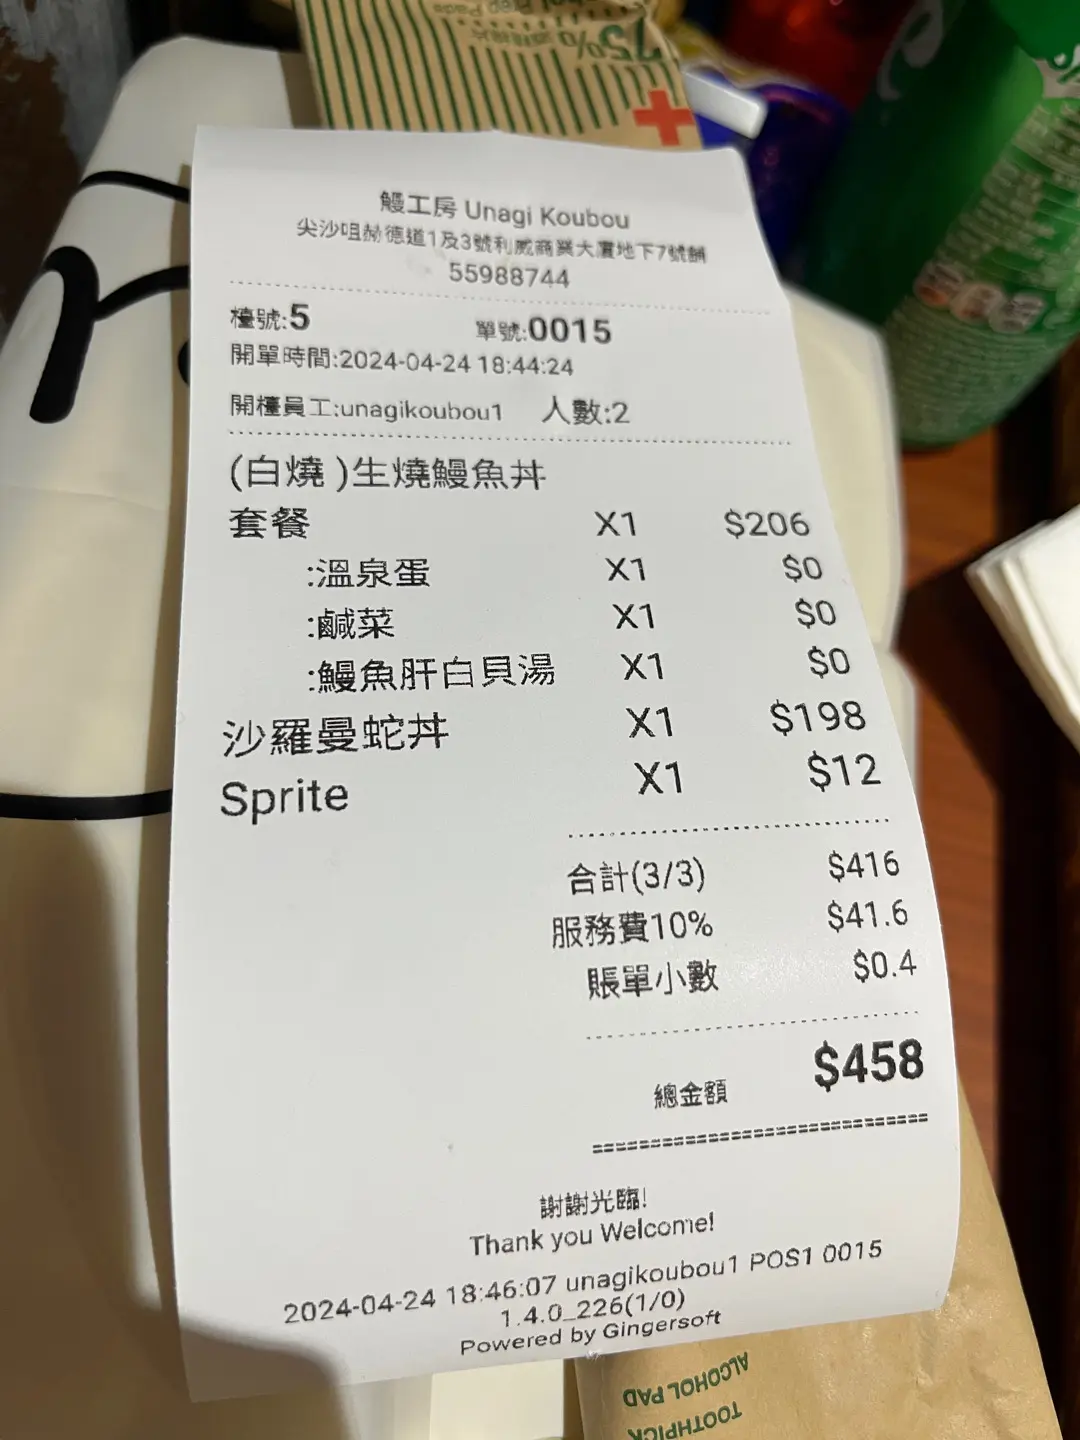 75%
鰻工房 Unagi Koubou
尖沙咀赫德道1及3號利威商業大廈地下7號舖
55988744
檯號:5 單號:0015
開單時間:2024-04-24 18:44:24
開檯員工:unagikoubou1 人數:2
(白燒 )生燒鰻魚丼
套餐 X1 $206
:溫泉蛋 X1 $0
:鹹菜 X1 $0
:鰻魚肝白貝湯 X1 $0
沙羅曼蛇丼 X1 $198
Sprite X1 $12
合計(3/3) $416
服務費10% $41.6
賬單小數 $0.4
總金額 $458
==============================
謝謝光臨!
Thank you Welcome!
2024-04-24 18:46:07 unagikoubou1 POS1 0015
1.4.0_226(1/0)
Powered by Gingersoft
ALCOHOL PAD
TOOTHPICK